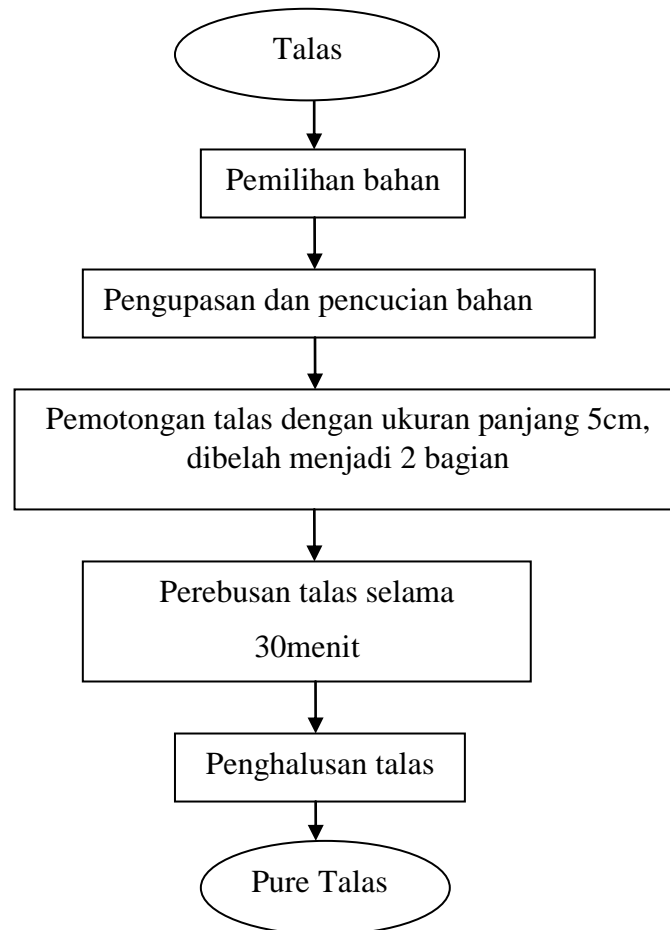 Talas
Pemilihan bahan
Pengupasan dan pencucian bahan
Pemotongan talas dengan ukuran panjang 5cm,
dibelah menjadi 2 bagian
Perebusan talas selama
30menit
Penghalusan talas
Pure Talas